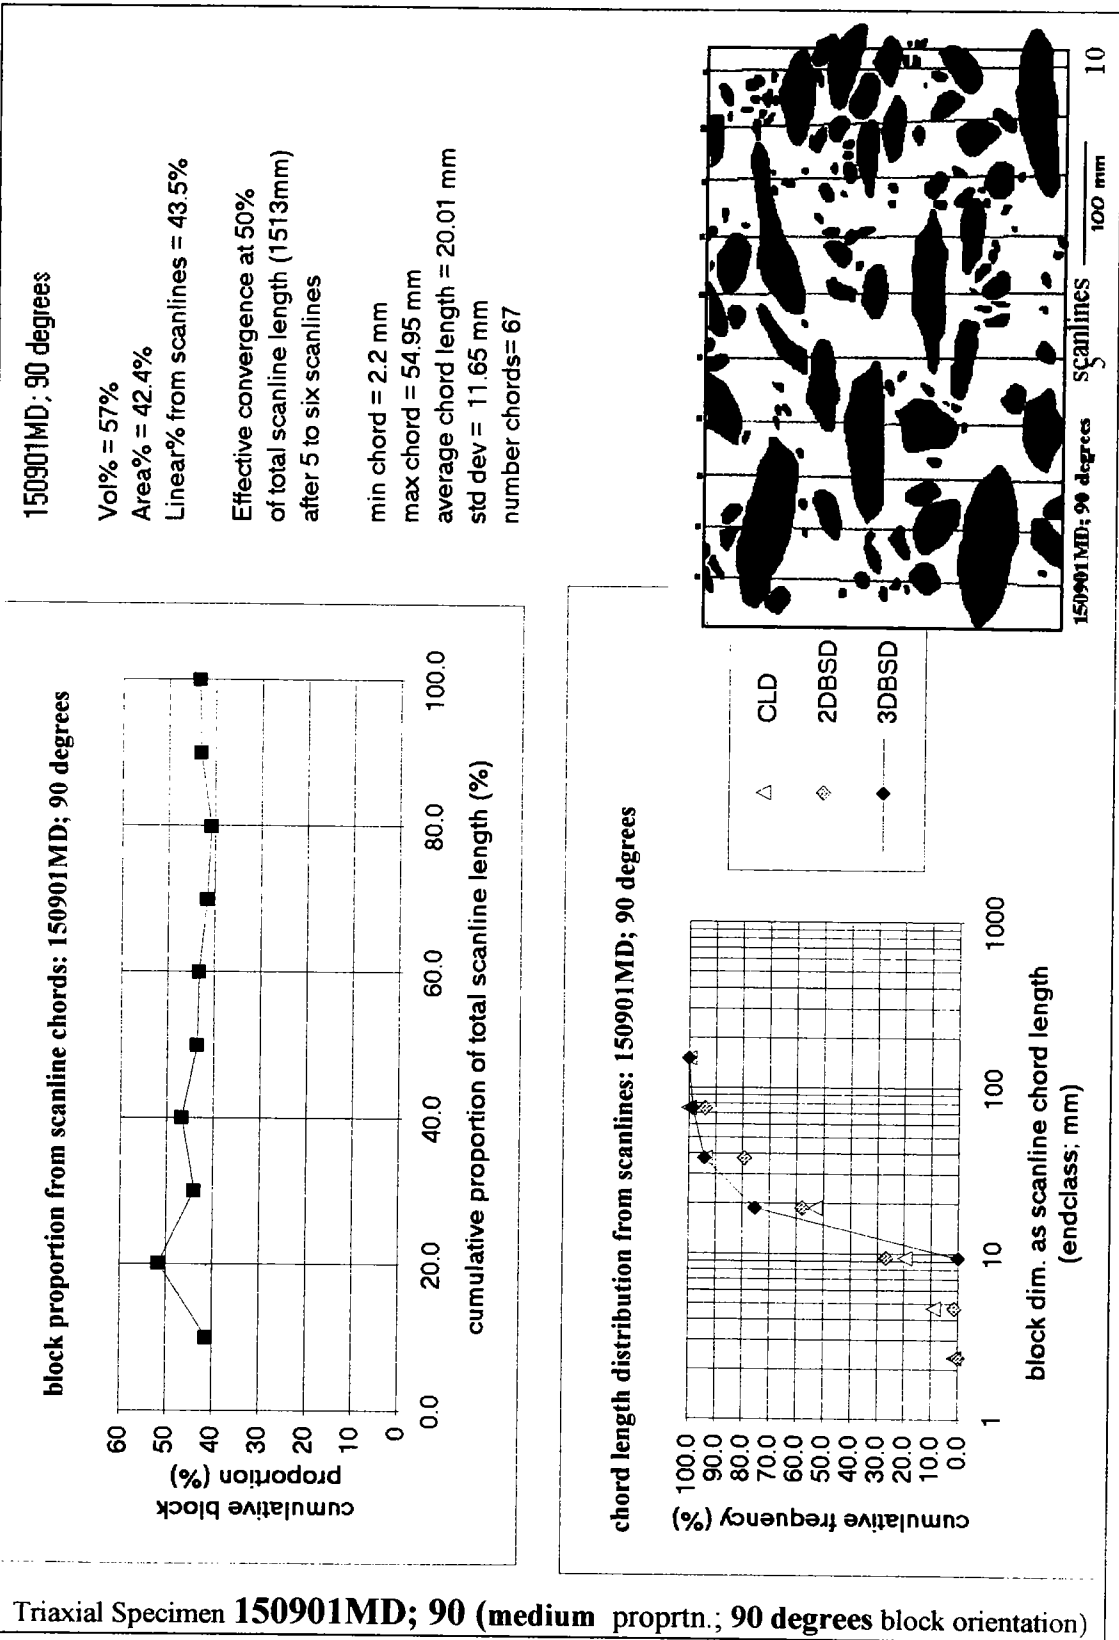 Triaxial Specimen 150901MD; 90 (medium proprtn.; 90 degrees block orientation)
block proportion from scanline chords: 150901MD; 90 degrees
cumulative block
proportion (%)
60
50
40
30
20
10
0
0.0 20.0 40.0 60.0 80.0 100.0
cumulative proportion of total scanline length (%)
150901MD; 90 degrees
Vol% = 57%
Area% = 42.4%
Linear% from scanlines = 43.5%
Effective convergence at 50%
of total scanline length (1513mm)
after 5 to six scanlines
min chord = 2.2 mm
max chord = 54.95 mm
average chord length = 20.01 mm
std dev = 11.65 mm
number chords= 67
chord length distribution from scanlines: 150901MD; 90 degrees
cumulative frequency (%)
100.0
90.0
80.0
70.0
60.0
50.0
40.0
30.0
20.0
10.0
0.0
1 10 100 1000
block dim. as scanline chord length
(endclass; mm)
CLD
2DBSD
3DBSD
150901MD; 90 degrees
5
scanlines
100 mm
10